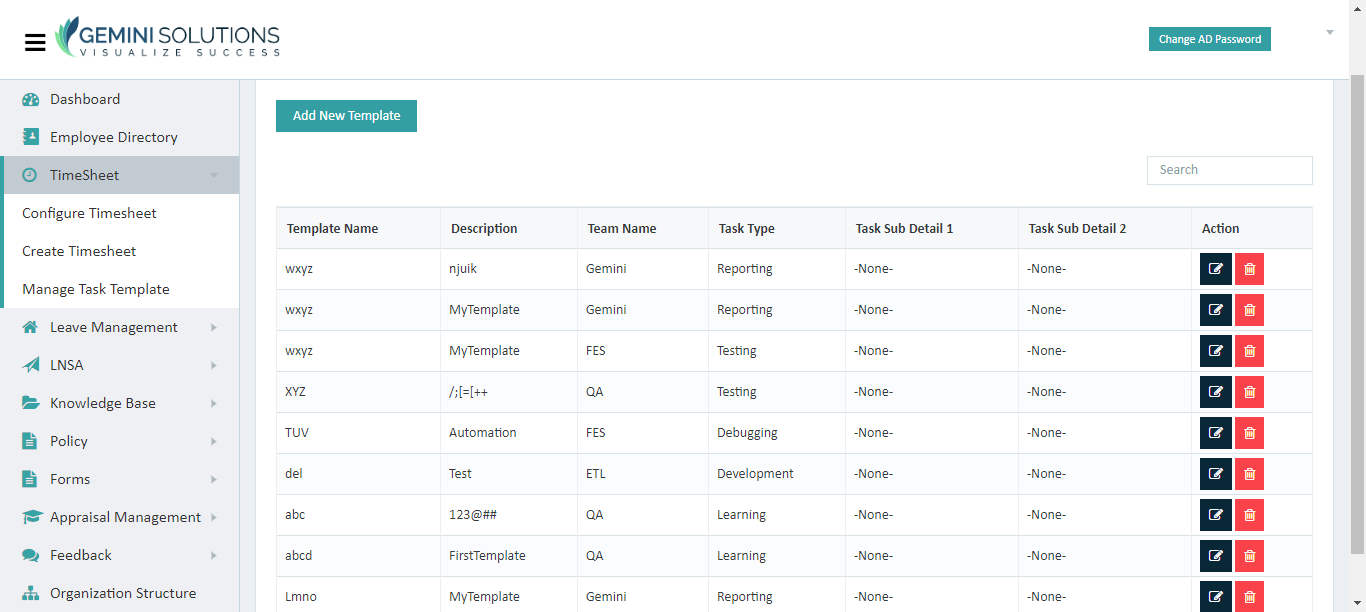 GEMINI SOLUTIONS
VISUALIZE SUCCESS
Change AD Password
Dashboard
Employee Directory
TimeSheet
Configure Timesheet
Create Timesheet
Manage Task Template
Leave Management
LNSA
Knowledge Base
Policy
Forms
Appraisal Management
Feedback
Organization Structure
Add New Template
Search
Template Name Description Team Name Task Type Task Sub Detail 1 Task Sub Detail 2 Action
wxyz njuik Gemini Reporting -None- -None-
wxyz MyTemplate Gemini Reporting -None- -None-
wxyz MyTemplate FES Testing -None- -None-
XYZ /;[=[++ QA Testing -None- -None-
TUV Automation FES Debugging -None- -None-
del Test ETL Development -None- -None-
abc 123@## QA Learning -None- -None-
abcd FirstTemplate QA Learning -None- -None-
Lmno MyTemplate Gemini Reporting -None- -None-